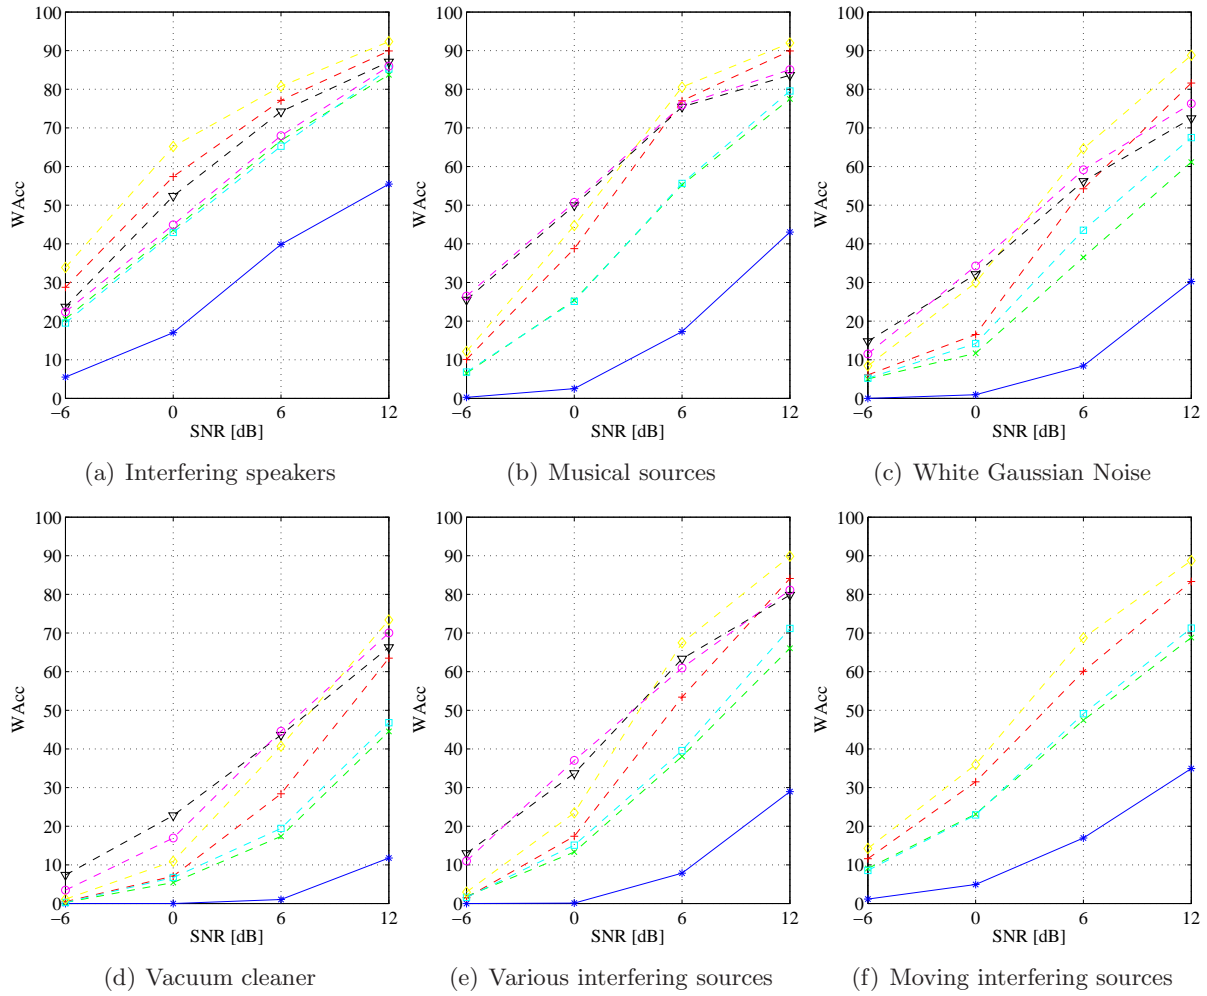 100
90
80
70
60
50
40
30
20
10
0
WAcc
−6 0 6 12
SNR [dB]
(a) Interfering speakers
100
90
80
70
60
50
40
30
20
10
0
WAcc
−6 0 6 12
SNR [dB]
(b) Musical sources
100
90
80
70
60
50
40
30
20
10
0
WAcc
−6 0 6 12
SNR [dB]
(c) White Gaussian Noise
100
90
80
70
60
50
40
30
20
10
0
WAcc
−6 0 6 12
SNR [dB]
(d) Vacuum cleaner
100
90
80
70
60
50
40
30
20
10
0
WAcc
−6 0 6 12
SNR [dB]
(e) Various interfering sources
100
90
80
70
60
50
40
30
20
10
0
WAcc
−6 0 6 12
SNR [dB]
(f) Moving interfering sources